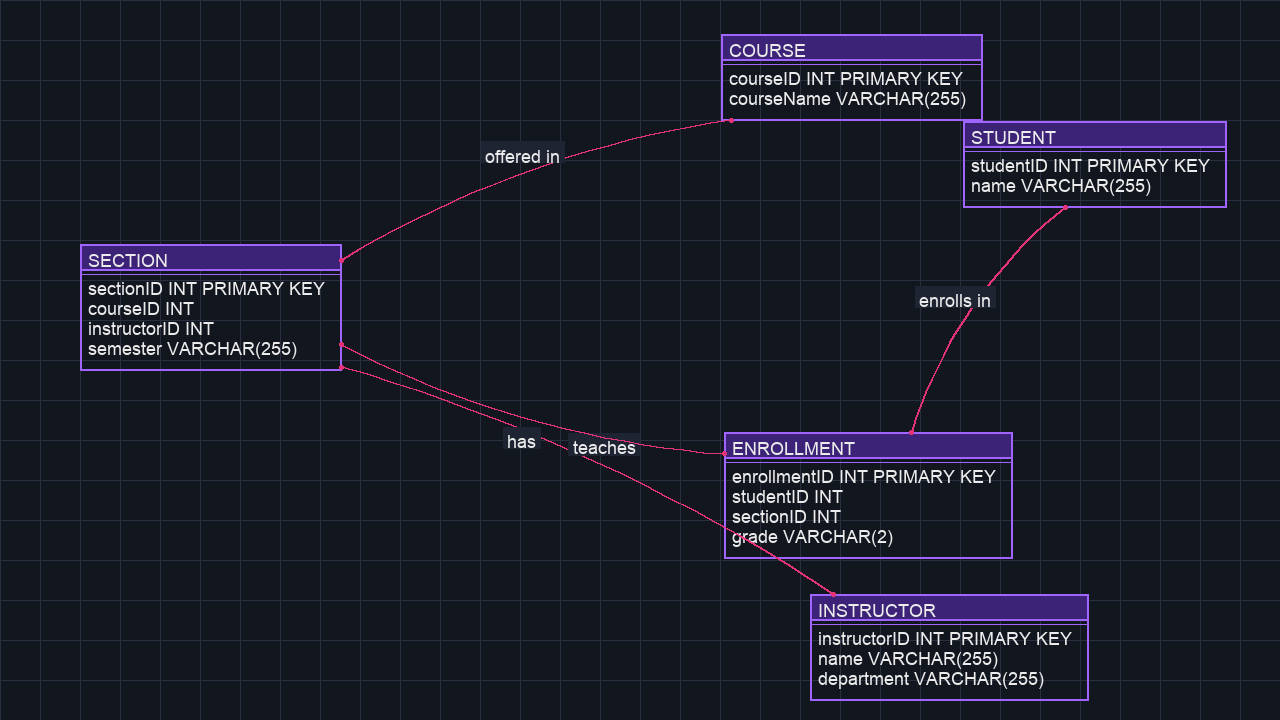 COURSE
courseID INT PRIMARY KEY
courseName VARCHAR(255)
STUDENT
studentID INT PRIMARY KEY
name VARCHAR(255)
offered in
SECTION
sectionID INT PRIMARY KEY
courseID INT
instructorID INT
semester VARCHAR(255)
enrolls in
has
teaches
ENROLLMENT
enrollmentID INT PRIMARY KEY
studentID INT
sectionID INT
grade VARCHAR(2)
INSTRUCTOR
instructorID INT PRIMARY KEY
name VARCHAR(255)
department VARCHAR(255)